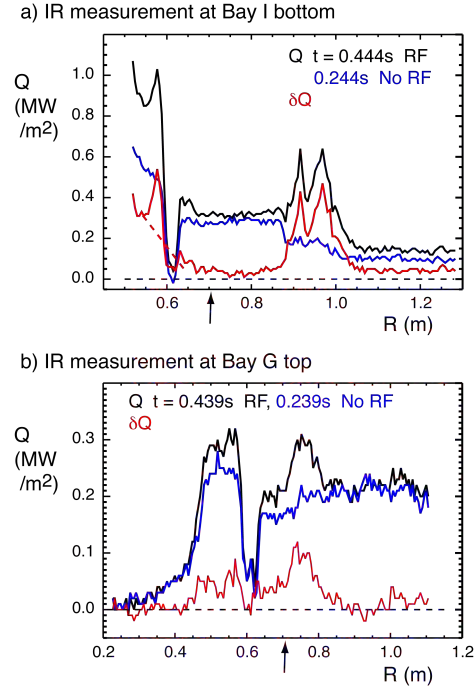 a) IR measurement at Bay I bottom
Q t = 0.444s RF
0.244s No RF
δQ
Q
(MW
/m2)
1.0
0.8
0.6
0.4
0.2
0.0
0.6 0.8 1.0 1.2
R (m)
b) IR measurement at Bay G top
Q t = 0.439s RF, 0.239s No RF
δQ
Q
(MW
/m2)
0.3
0.2
0.1
0.0
0.2 0.4 0.6 0.8 1.0 1.2
R (m)